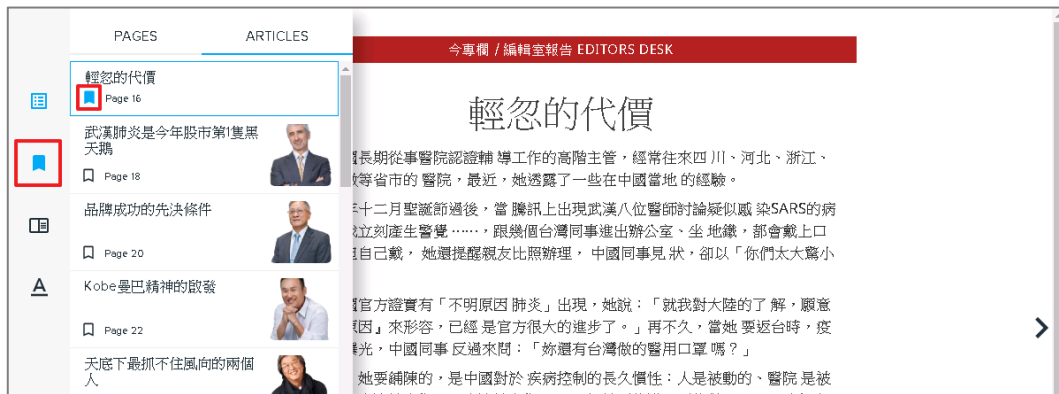 PAGES ARTICLES
輕忽的代價
Page 16
武漢肺炎是今年股市第1隻黑
天鵝
Page 18
品牌成功的先決條件
Page 20
Kobe曼巴精神的啟發
Page 22
天底下最抓不住風向的兩個
人
A
今專欄 / 編輯室報告 EDITORS DESK
輕忽的代價
長期從事醫院認證輔 導工作的高階主管，經常往來四 川、河北、浙江、
等省市的 醫院，最近，她透露了一些在中國當地 的經驗。
十二月聖誕節過後，當 騰訊上出現武漢八位醫師討論疑似感 染SARS的病
立刻產生警覺 ……，跟幾個台灣同事進出辦公室、坐 地鐵，都會戴上口
自己戴， 她還提醒親友比照辦理， 中國同事見 狀，卻以「你們太大驚小
官方證實有「不明原因 肺炎」出現，她說：「就我對大陸的了 解，願意
因』來形容，已經 是官方很大的進步了。」再不久，當她 要返台時，疫
光，中國同事 反過來問：「妳還有台灣做的醫用口罩 嗎？」
她要鋪陳的，是中國對於 疾病控制的長久慣性：人是被動的、醫院 是被